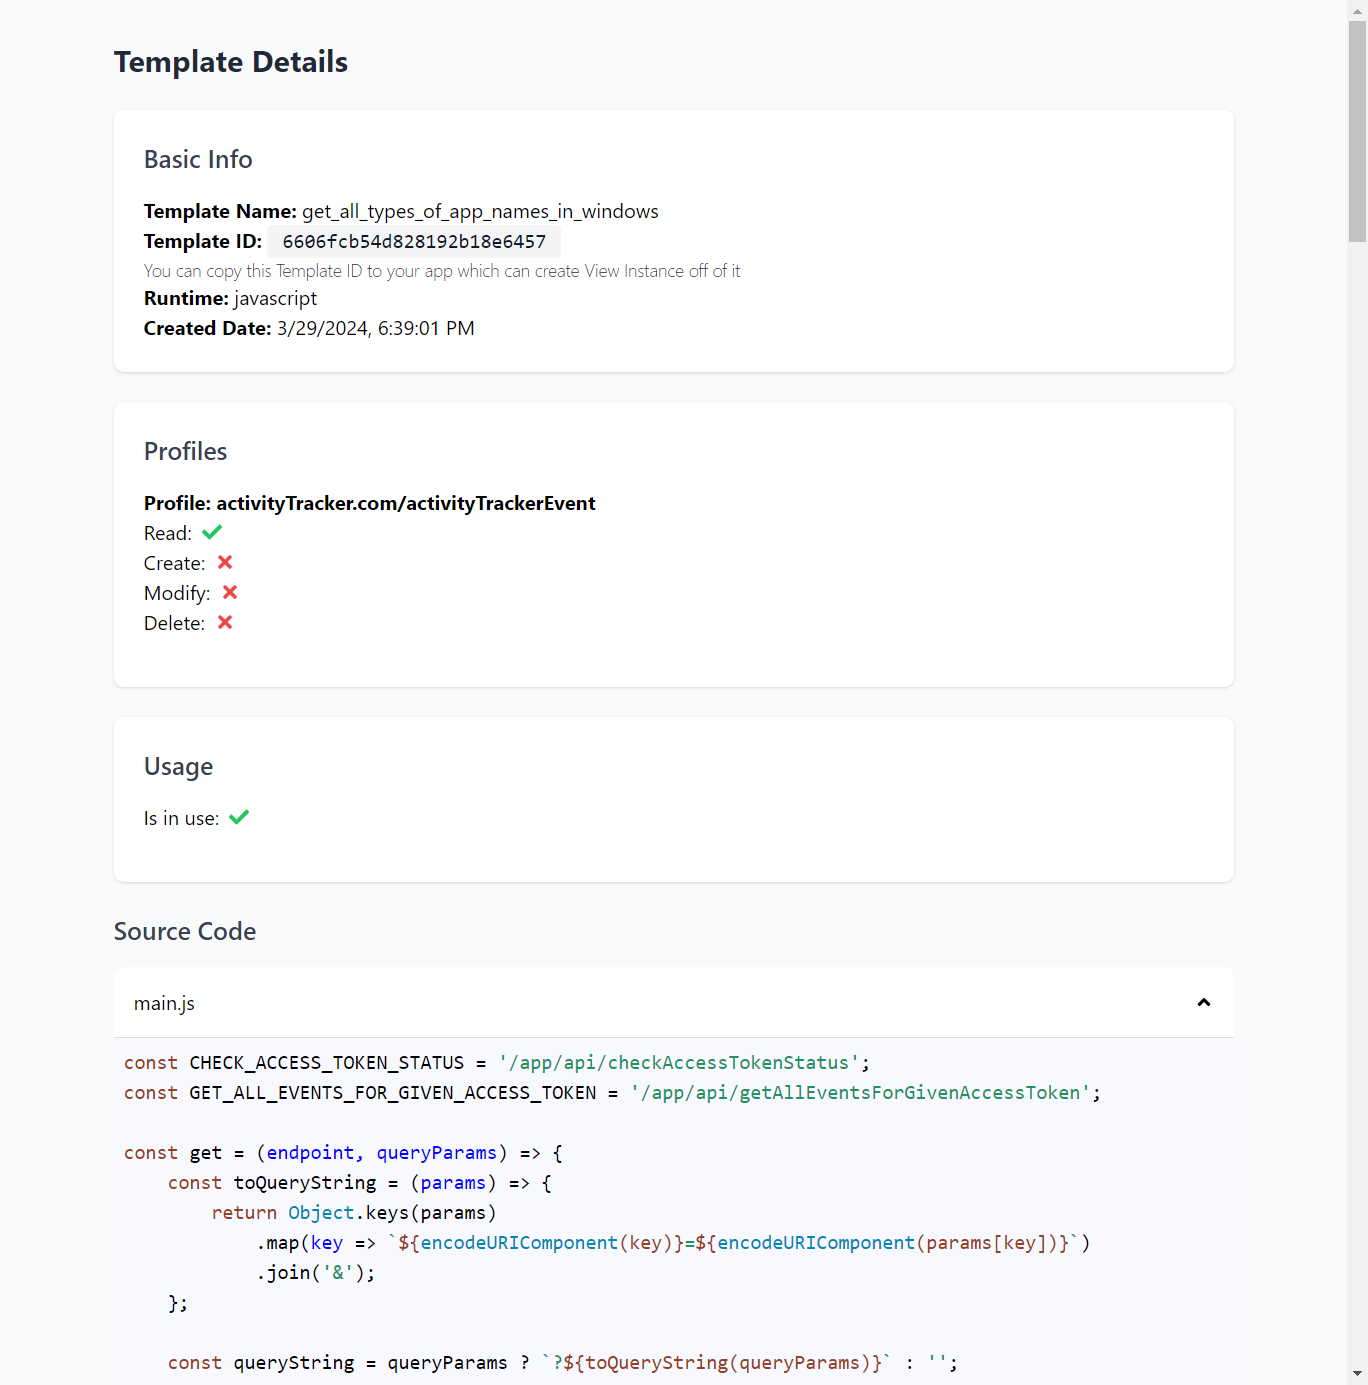 Template Details
Basic Info
Template Name: get_all_types_of_app_names_in_windows
Template ID: 6606fcb54d828192b18e6457
You can copy this Template ID to your app which can create View Instance off of it
Runtime: javascript
Created Date: 3/29/2024, 6:39:01 PM
Profiles
Profile: activityTracker.com/activityTrackerEvent
Read:
Create:
Modify:
Delete:
Usage
Is in use:
Source Code
main.js
const CHECK_ACCESS_TOKEN_STATUS = '/app/api/checkAccessTokenStatus';
const GET_ALL_EVENTS_FOR_GIVEN_ACCESS_TOKEN = '/app/api/getAllEventsForGivenAccessToken';
const get = (endpoint, queryParams) => {
    const toQueryString = (params) => {
        return Object.keys(params)
            .map(key => `${encodeURIComponent(key)}=${encodeURIComponent(params[key])}`)
            .join('&');
    };
    const queryString = queryParams ? `?${toQueryString(queryParams)}` : '';